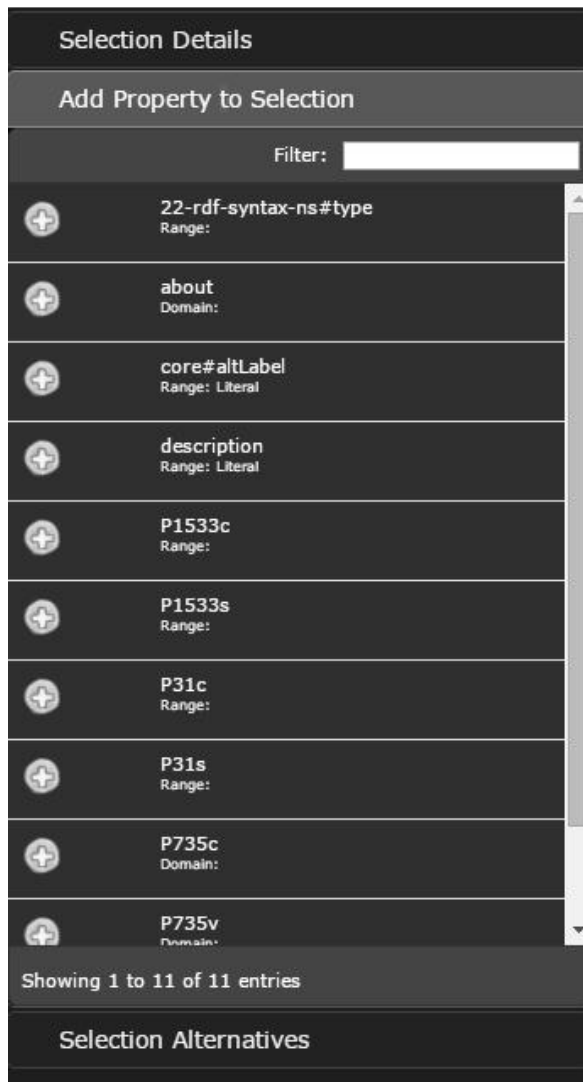 Selection Details
Add Property to Selection
Filter:
22-rdf-syntax-ns#type
Range:
about
Domain:
core#altLabel
Range: Literal
description
Range: Literal
P1533c
Range:
P1533s
Range:
P31c
Range:
P31s
Range:
P735c
Domain:
P735v
Domain:
Showing 1 to 11 of 11 entries
Selection Alternatives